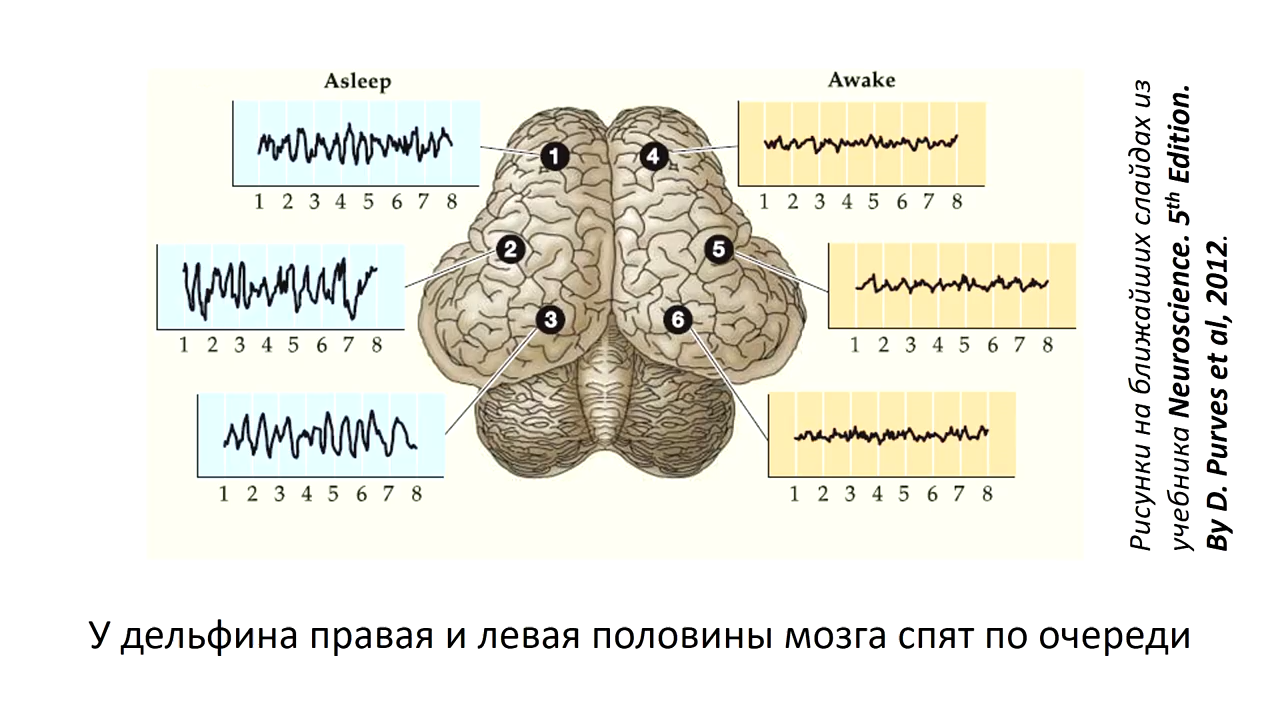 Asleep
Awake
1
4
1 2 3 4 5 6 7 8
1 2 3 4 5 6 7 8
2
5
1 2 3 4 5 6 7 8
1 2 3 4 5 6 7 8
3
6
1 2 3 4 5 6 7 8
1 2 3 4 5 6 7 8
Рисунки на ближайших слайдах из
учебника Neuroscience. 5th Edition.
By D. Purves et al, 2012.
У дельфина правая и левая половины мозга спят по очереди